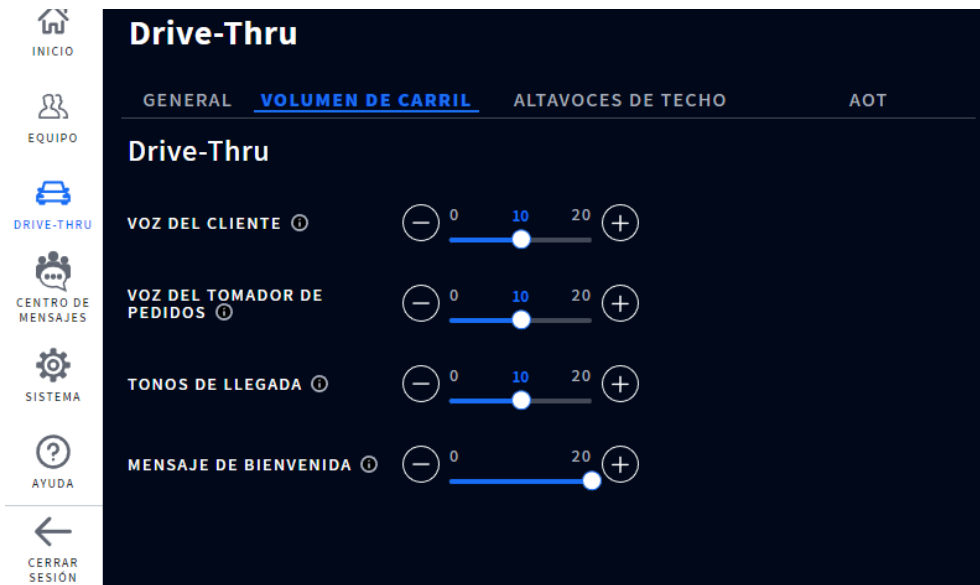 INICIO
EQUIPO
DRIVE-THRU
CENTRO DE
MENSAJES
SISTEMA
AYUDA
CERRAR
SESIÓN
Drive-Thru
GENERAL VOLUMEN DE CARRIL ALTAVOCES DE TECHO AOT
Drive-Thru
VOZ DEL CLIENTE 0 10 20
VOZ DEL TOMADOR DE
PEDIDOS 0 10 20
TONOS DE LLEGADA 0 10 20
MENSAJE DE BIENVENIDA 0 20